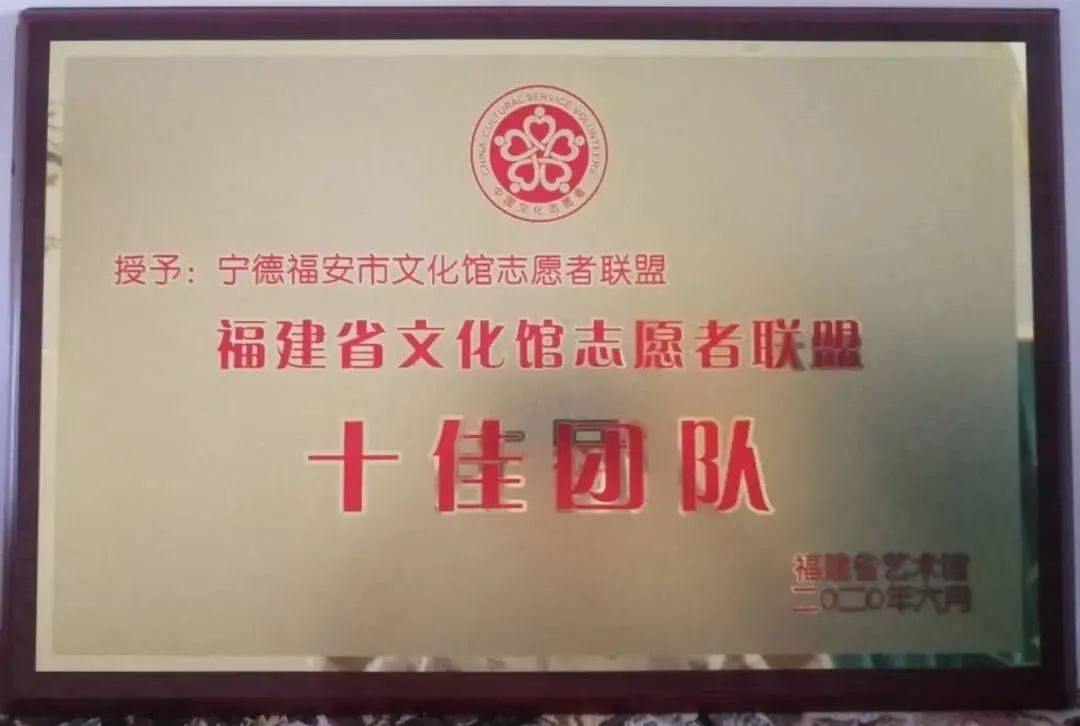 CHINA CULTURAL SERVICE VOLUNTEERS
中国文化志愿者
授予：宁德福安市文化馆志愿者联盟
福建省文化馆志愿者联盟
十佳团队
福建省艺术馆
二〇二〇年六月